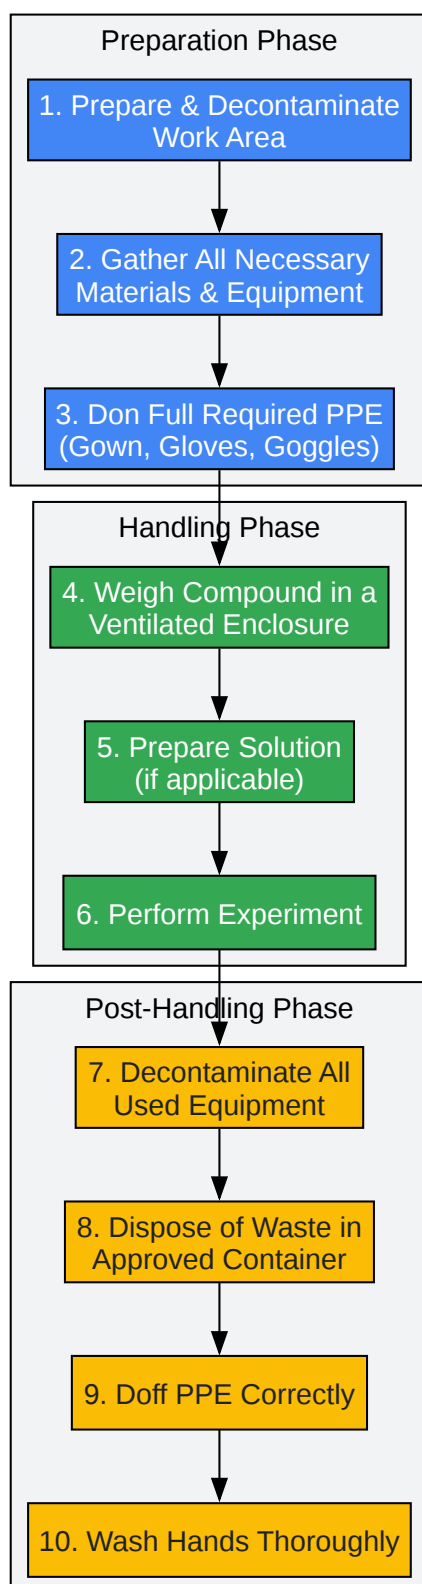 Preparation Phase
1. Prepare & Decontaminate
Work Area
2. Gather All Necessary
Materials & Equipment
3. Don Full Required PPE
(Gown, Gloves, Goggles)
Handling Phase
4. Weigh Compound in a
Ventilated Enclosure
5. Prepare Solution
(if applicable)
6. Perform Experiment
Post-Handling Phase
7. Decontaminate All
Used Equipment
8. Dispose of Waste in
Approved Container
9. Doff PPE Correctly
10. Wash Hands Thoroughly